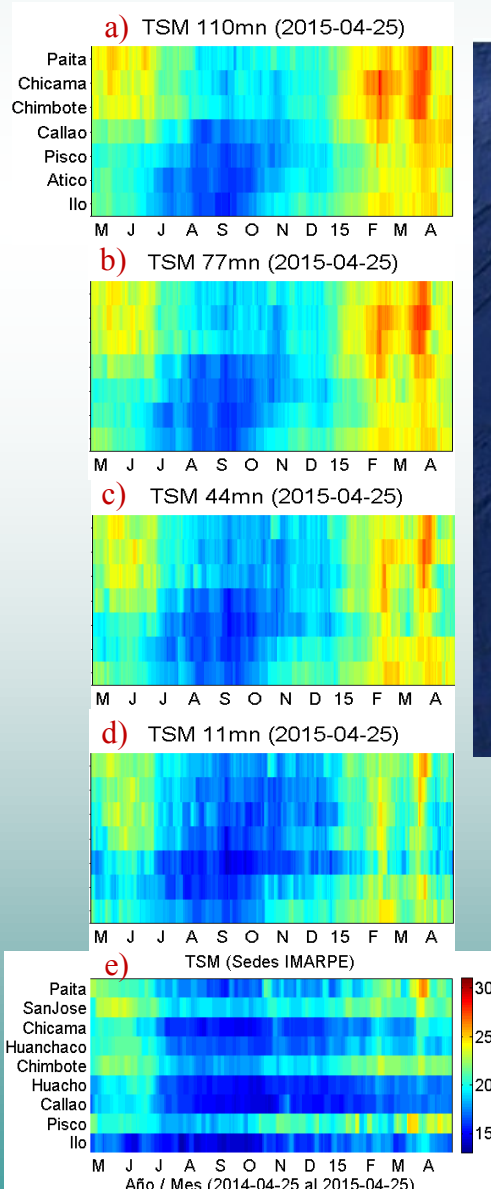 a) TSM 110mn (2015-04-25)
Paita
Chicama
Chimbote
Callao
Pisco
Atico
Ilo
M J J A S O N D 15 F M A
b) TSM 77mn (2015-04-25)
M J J A S O N D 15 F M A
c) TSM 44mn (2015-04-25)
M J J A S O N D 15 F M A
d) TSM 11mn (2015-04-25)
M J J A S O N D 15 F M A
e) TSM (Sedes IMARPE)
Paita
SanJose
Chicama
Huanchaco
Chimbote
Huacho
Callao
Pisco
Ilo
30
25
20
15
M J J A S O N D 15 F M A
Año / Mes (2014-04-25 al 2015-04-25)